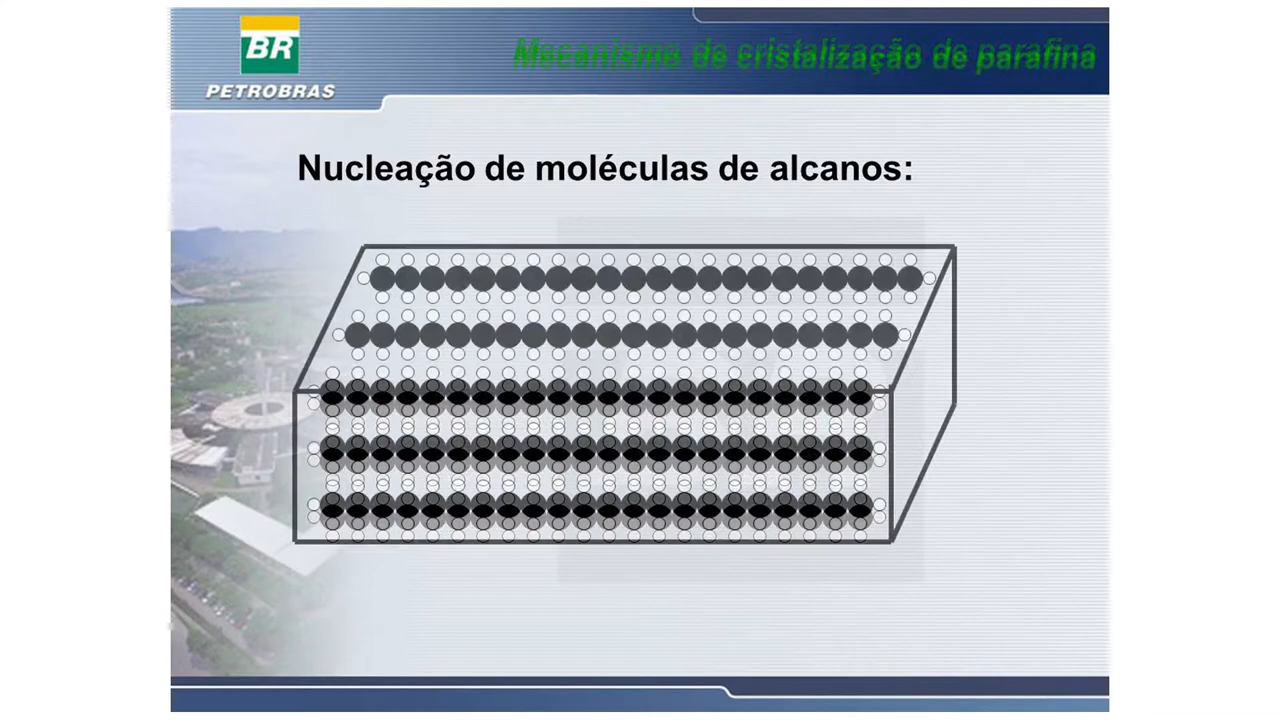 BR
PETROBRAS
Mecanismo de cristalização de parafina
Nucleação de moléculas de alcanos: